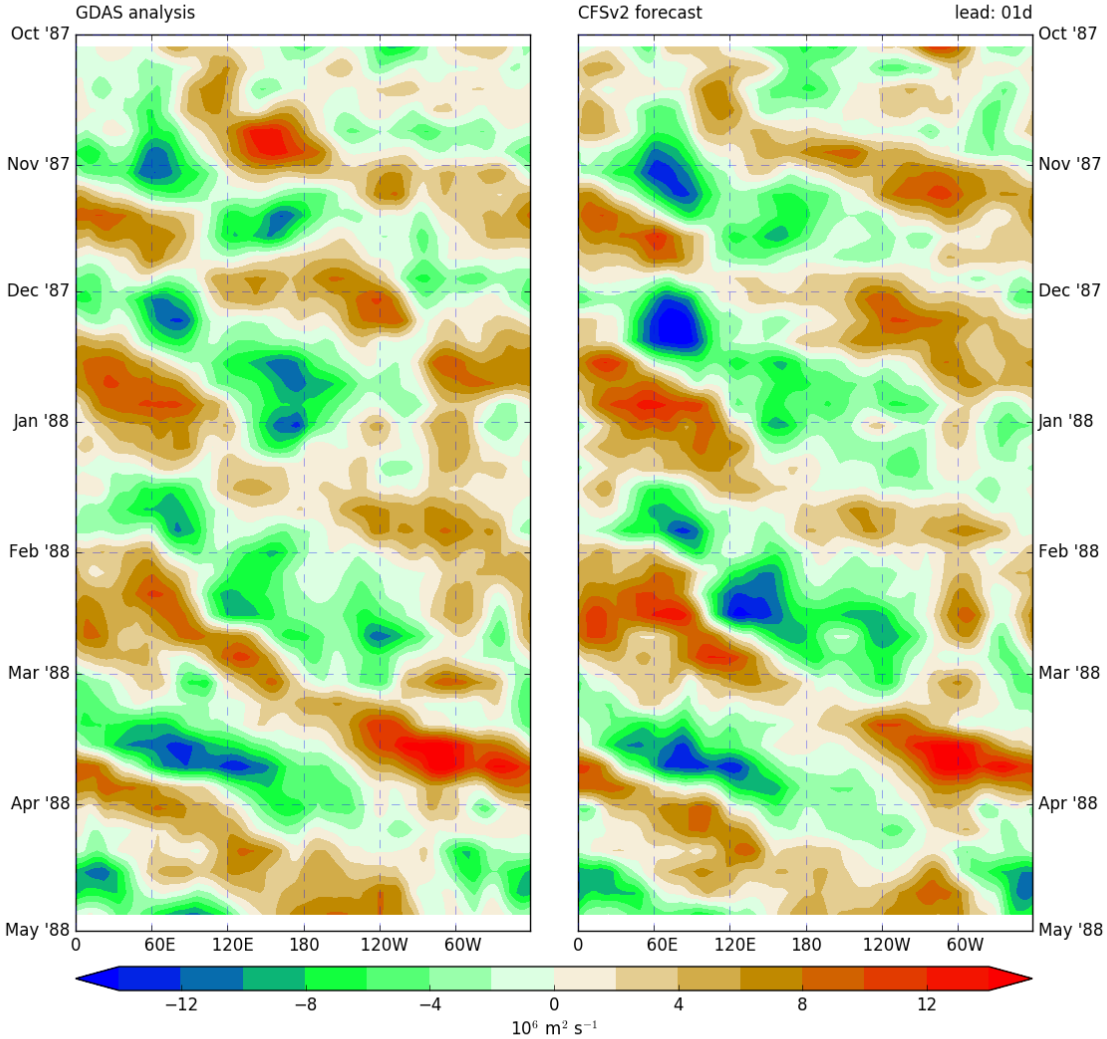 GDAS analysis
CFSv2 forecast lead: 01d
Oct '87 Oct '87
Nov '87 Nov '87
Dec '87 Dec '87
Jan '88 Jan '88
Feb '88 Feb '88
Mar '88 Mar '88
Apr '88 Apr '88
May '88 May '88
0 60E 120E 180 120W 60W 0 60E 120E 180 120W 60W
−12 −8 −4 0 4 8 12
10⁶ m² s⁻¹